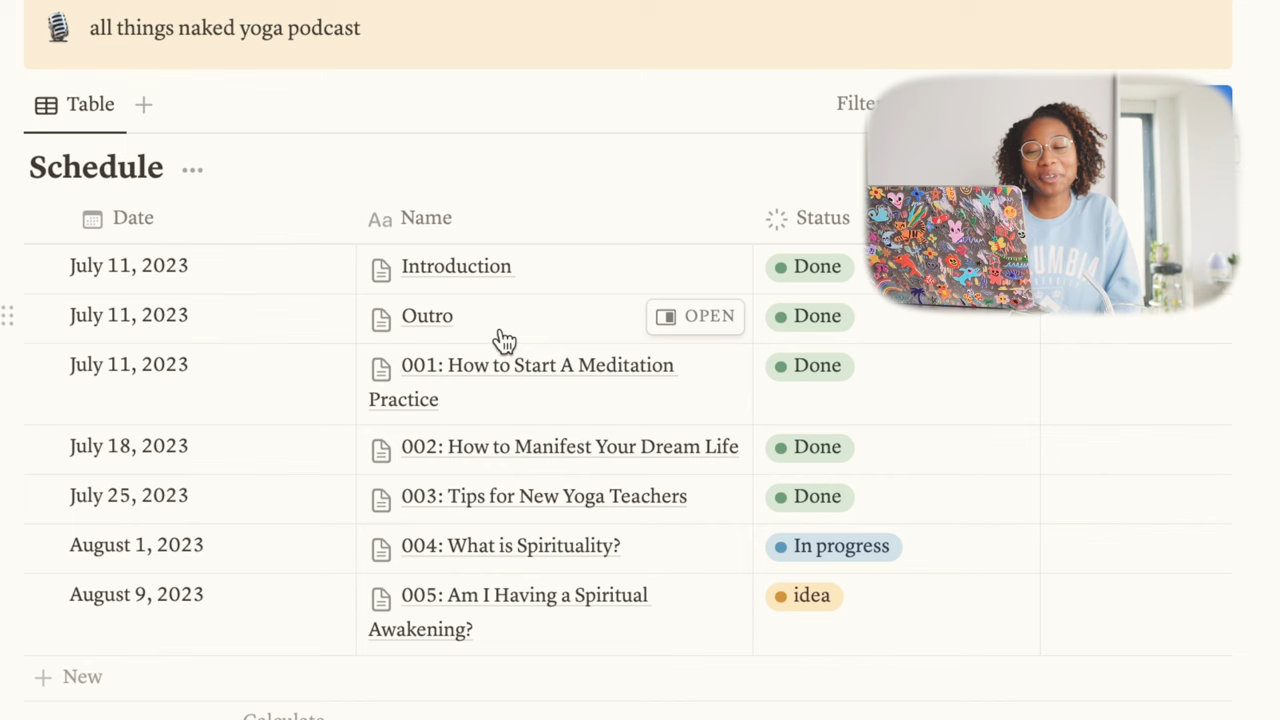 all things naked yoga podcast
Table
Schedule
Date
Aa Name
Status
July 11, 2023
Introduction
Done
July 11, 2023
Outro
OPEN
Done
July 11, 2023
001: How to Start A Meditation
Practice
Done
July 18, 2023
002: How to Manifest Your Dream Life
Done
July 25, 2023
003: Tips for New Yoga Teachers
Done
August 1, 2023
004: What is Spirituality?
In progress
August 9, 2023
005: Am I Having a Spiritual
Awakening?
idea
New